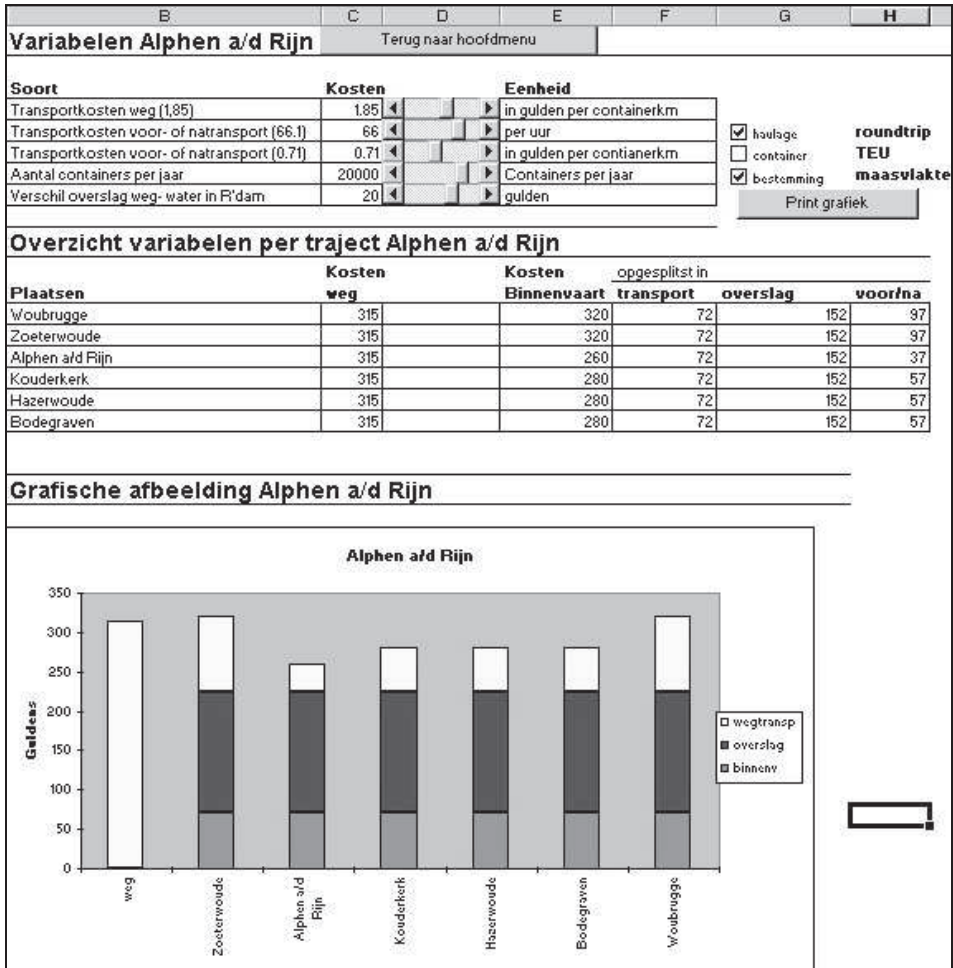 B C D E F G H
Variabelen Alphen a/d Rijn Terug naar hoofdmenu
Soort Kosten Eenheid
Transportkosten weg (1,85) 1.85 in gulden per containerkm
Transportkosten voor- of natransport (66.1) 66 per uur
Transportkosten voor- of natransport (0.71) 0.71 in gulden per contianerkm
Aantal containers per jaar 20000 Containers per jaar
Verschil overslag weg- water in R'dam 20 gulden
haulage roundtrip
container TEU
bestemming maasvlakte
Print grafiek
Overzicht variabelen per traject Alphen a/d Rijn
Kosten Kosten opgesplitst in
Plaatsen weg Binnenvaart transport overslag voor/na
Woubrugge 315 320 72 152 97
Zoeterwoude 315 320 72 152 97
Alphen a/d Rijn 315 260 72 152 37
Kouderkerk 315 280 72 152 57
Hazerwoude 315 280 72 152 57
Bodegraven 315 280 72 152 57
Grafische afbeelding Alphen a/d Rijn
Alphen a/d Rijn
Guldens
350
300
250
200
150
100
50
0
weg
Zoeterwoude
Alphen a/d
Rijn
Kouderkerk
Hazerwoude
Bodegraven
Woubrugge
wegtransp
overslag
binnenv